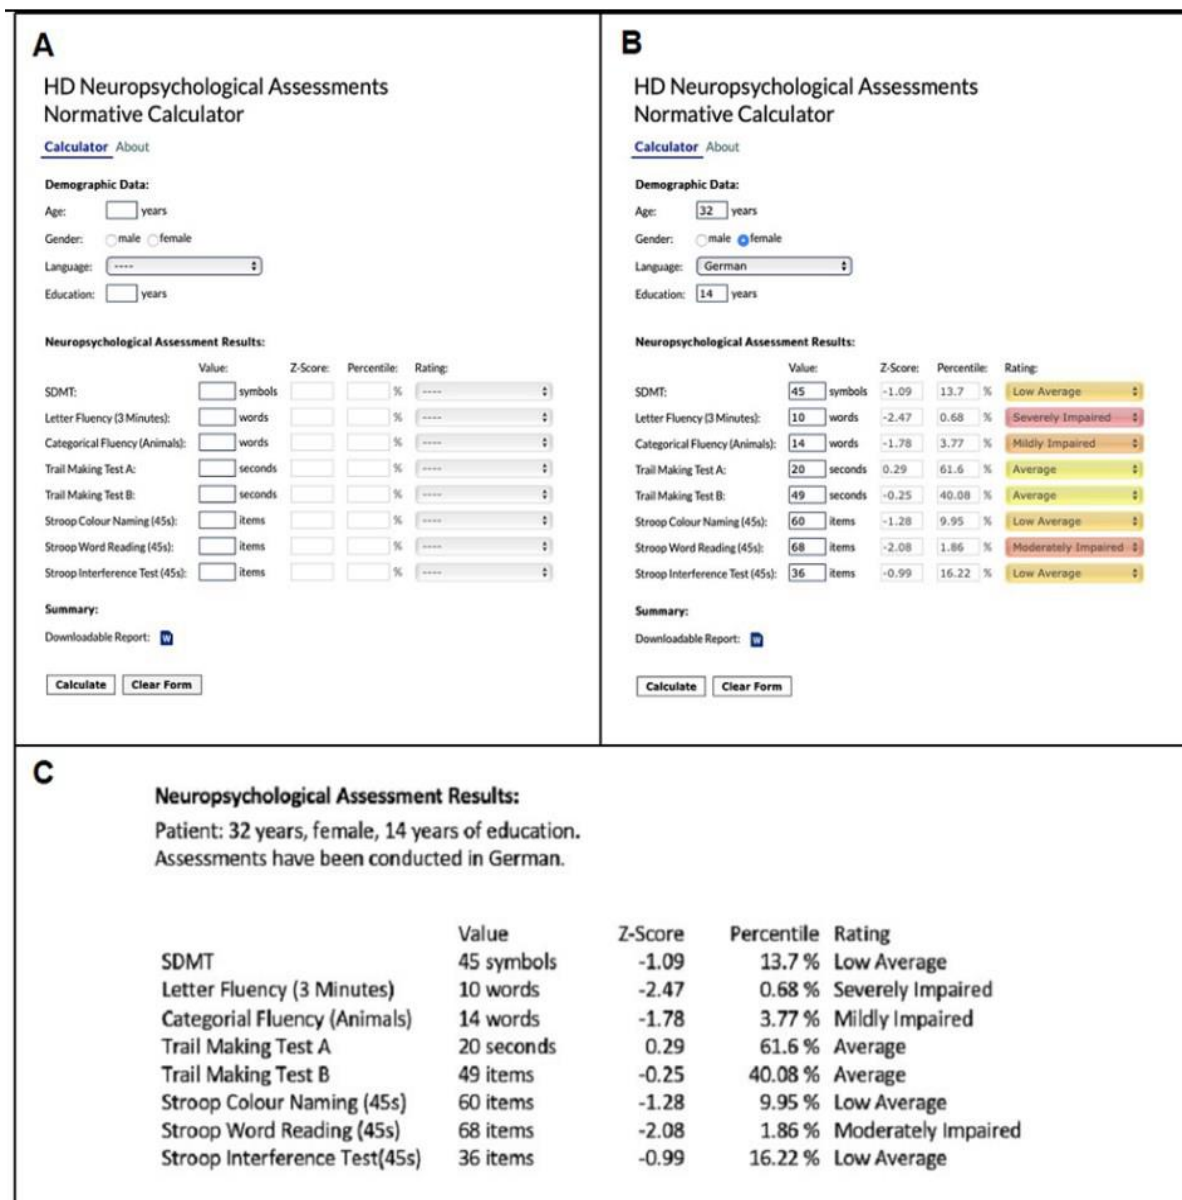 A
HD Neuropsychological Assessments
Normative Calculator
Calculator About
Demographic Data:
Age: years
Gender: male female
Language: ----
Education: years
Neuropsychological Assessment Results:
Value: Z-Score: Percentile: Rating:
SDMT: symbols % ----
Letter Fluency (3 Minutes): words % ----
Categorical Fluency (Animals): words % ----
Trail Making Test A: seconds % ----
Trail Making Test B: seconds % ----
Stroop Colour Naming (45s): items % ----
Stroop Word Reading (45s): items % ----
Stroop Interference Test (45s): items % ----
Summary:
Downloadable Report: W
Calculate Clear Form
B
HD Neuropsychological Assessments
Normative Calculator
Calculator About
Demographic Data:
Age: 32 years
Gender: male female
Language: German
Education: 14 years
Neuropsychological Assessment Results:
Value: Z-Score: Percentile: Rating:
SDMT: 45 symbols -1.09 13.7 % Low Average
Letter Fluency (3 Minutes): 10 words -2.47 0.68 % Severely Impaired
Categorical Fluency (Animals): 14 words -1.78 3.77 % Mildly Impaired
Trail Making Test A: 20 seconds 0.29 61.6 % Average
Trail Making Test B: 49 seconds -0.25 40.08 % Average
Stroop Colour Naming (45s): 60 items -1.28 9.95 % Low Average
Stroop Word Reading (45s): 68 items -2.08 1.86 % Moderately Impaired
Stroop Interference Test (45s): 36 items -0.99 16.22 % Low Average
Summary:
Downloadable Report: W
Calculate Clear Form
C
Neuropsychological Assessment Results:
Patient: 32 years, female, 14 years of education.
Assessments have been conducted in German.
Value Z-Score Percentile Rating
SDMT 45 symbols -1.09 13.7 % Low Average
Letter Fluency (3 Minutes) 10 words -2.47 0.68 % Severely Impaired
Categorial Fluency (Animals) 14 words -1.78 3.77 % Mildly Impaired
Trail Making Test A 20 seconds 0.29 61.6 % Average
Trail Making Test B 49 items -0.25 40.08 % Average
Stroop Colour Naming (45s) 60 items -1.28 9.95 % Low Average
Stroop Word Reading (45s) 68 items -2.08 1.86 % Moderately Impaired
Stroop Interference Test(45s) 36 items -0.99 16.22 % Low Average